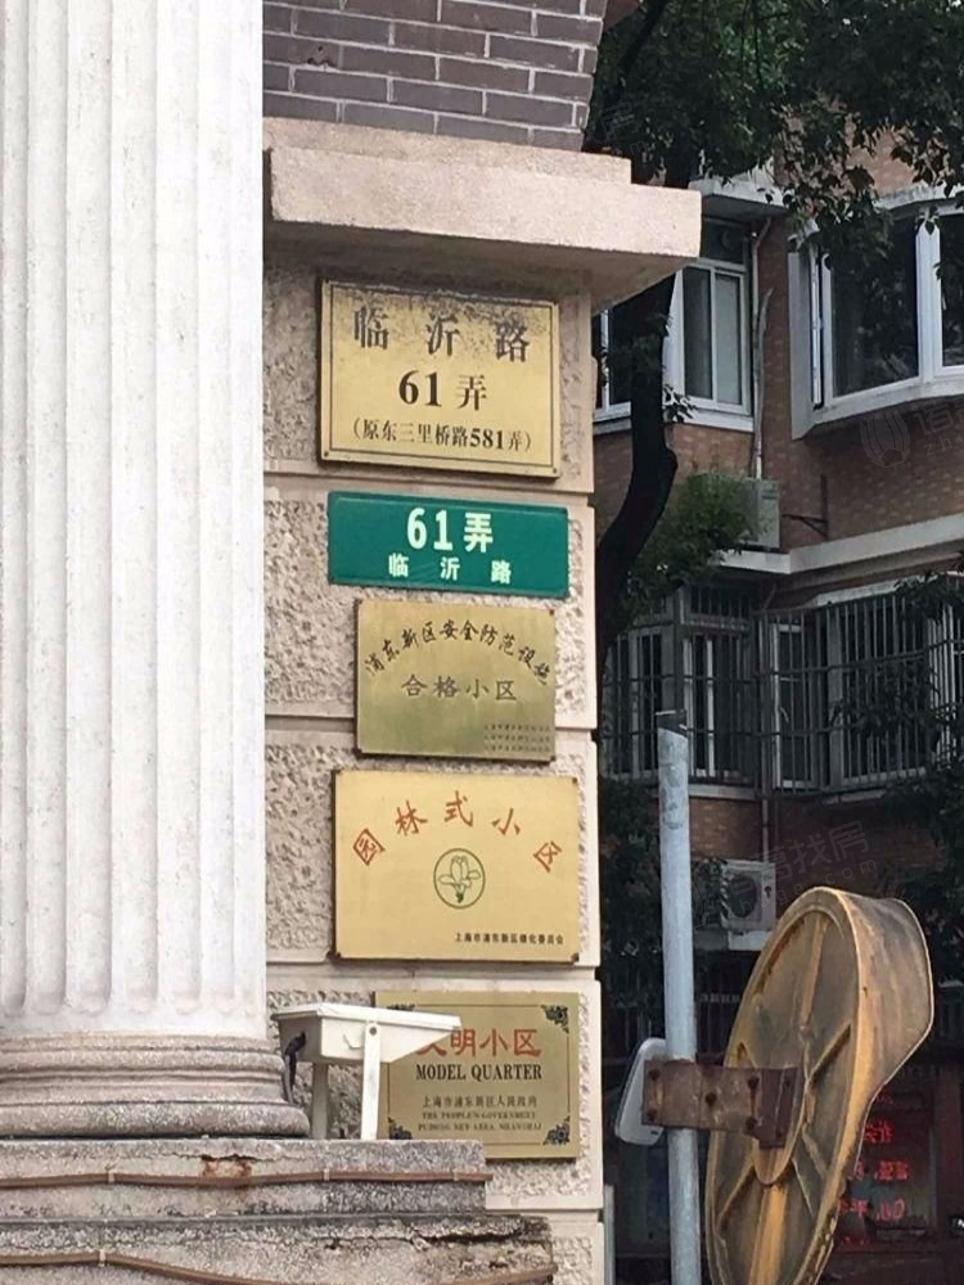 临沂路
61弄
（原东三里桥路581弄）
61弄
临沂路
浦东新区安全防范设施
合格小区
园林式小区
上海市浦东新区绿化委员会
文明小区
MODEL QUARTER
上海市浦东新区人民政府
THE PEOPLE'S GOVERNMENT
PUDONG NEW AREA SHANGHAI